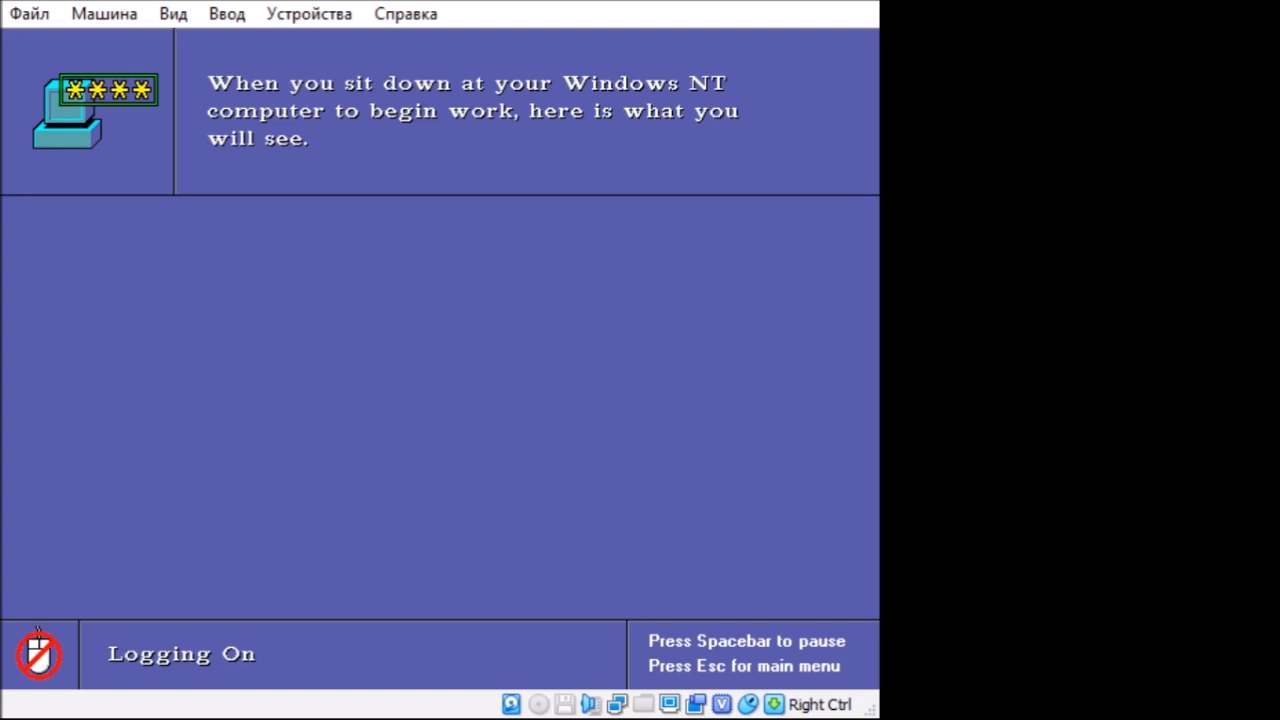 Файл Машина Вид Ввод Устройства Справка
****
When you sit down at your Windows NT
computer to begin work, here is what you
will see.
Logging On
Press Spacebar to pause
Press Esc for main menu
V
Right Ctrl